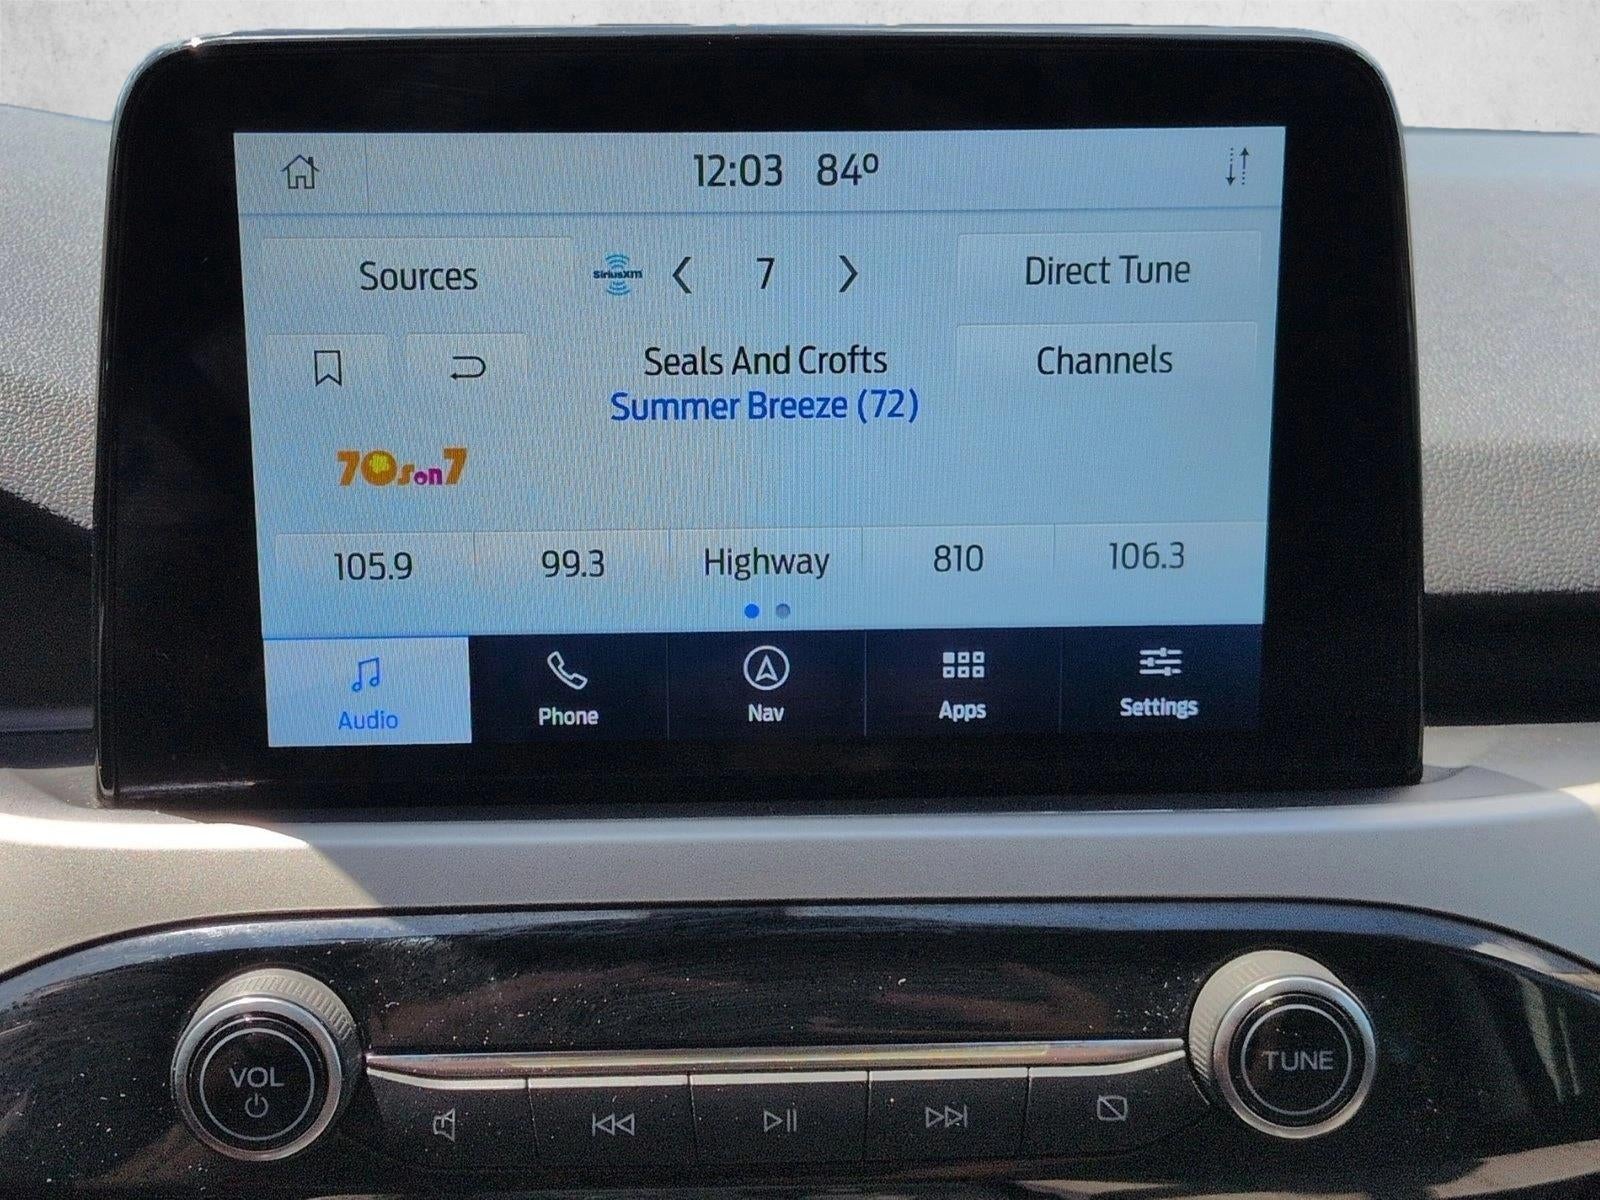 12:03 84º
Sources
SiriusXM
7
Direct Tune
Seals And Crofts
Channels
Summer Breeze (72)
70s on 7
105.9
99.3
Highway
810
106.3
Audio
Phone
Nav
Apps
Settings
VOL
TUNE